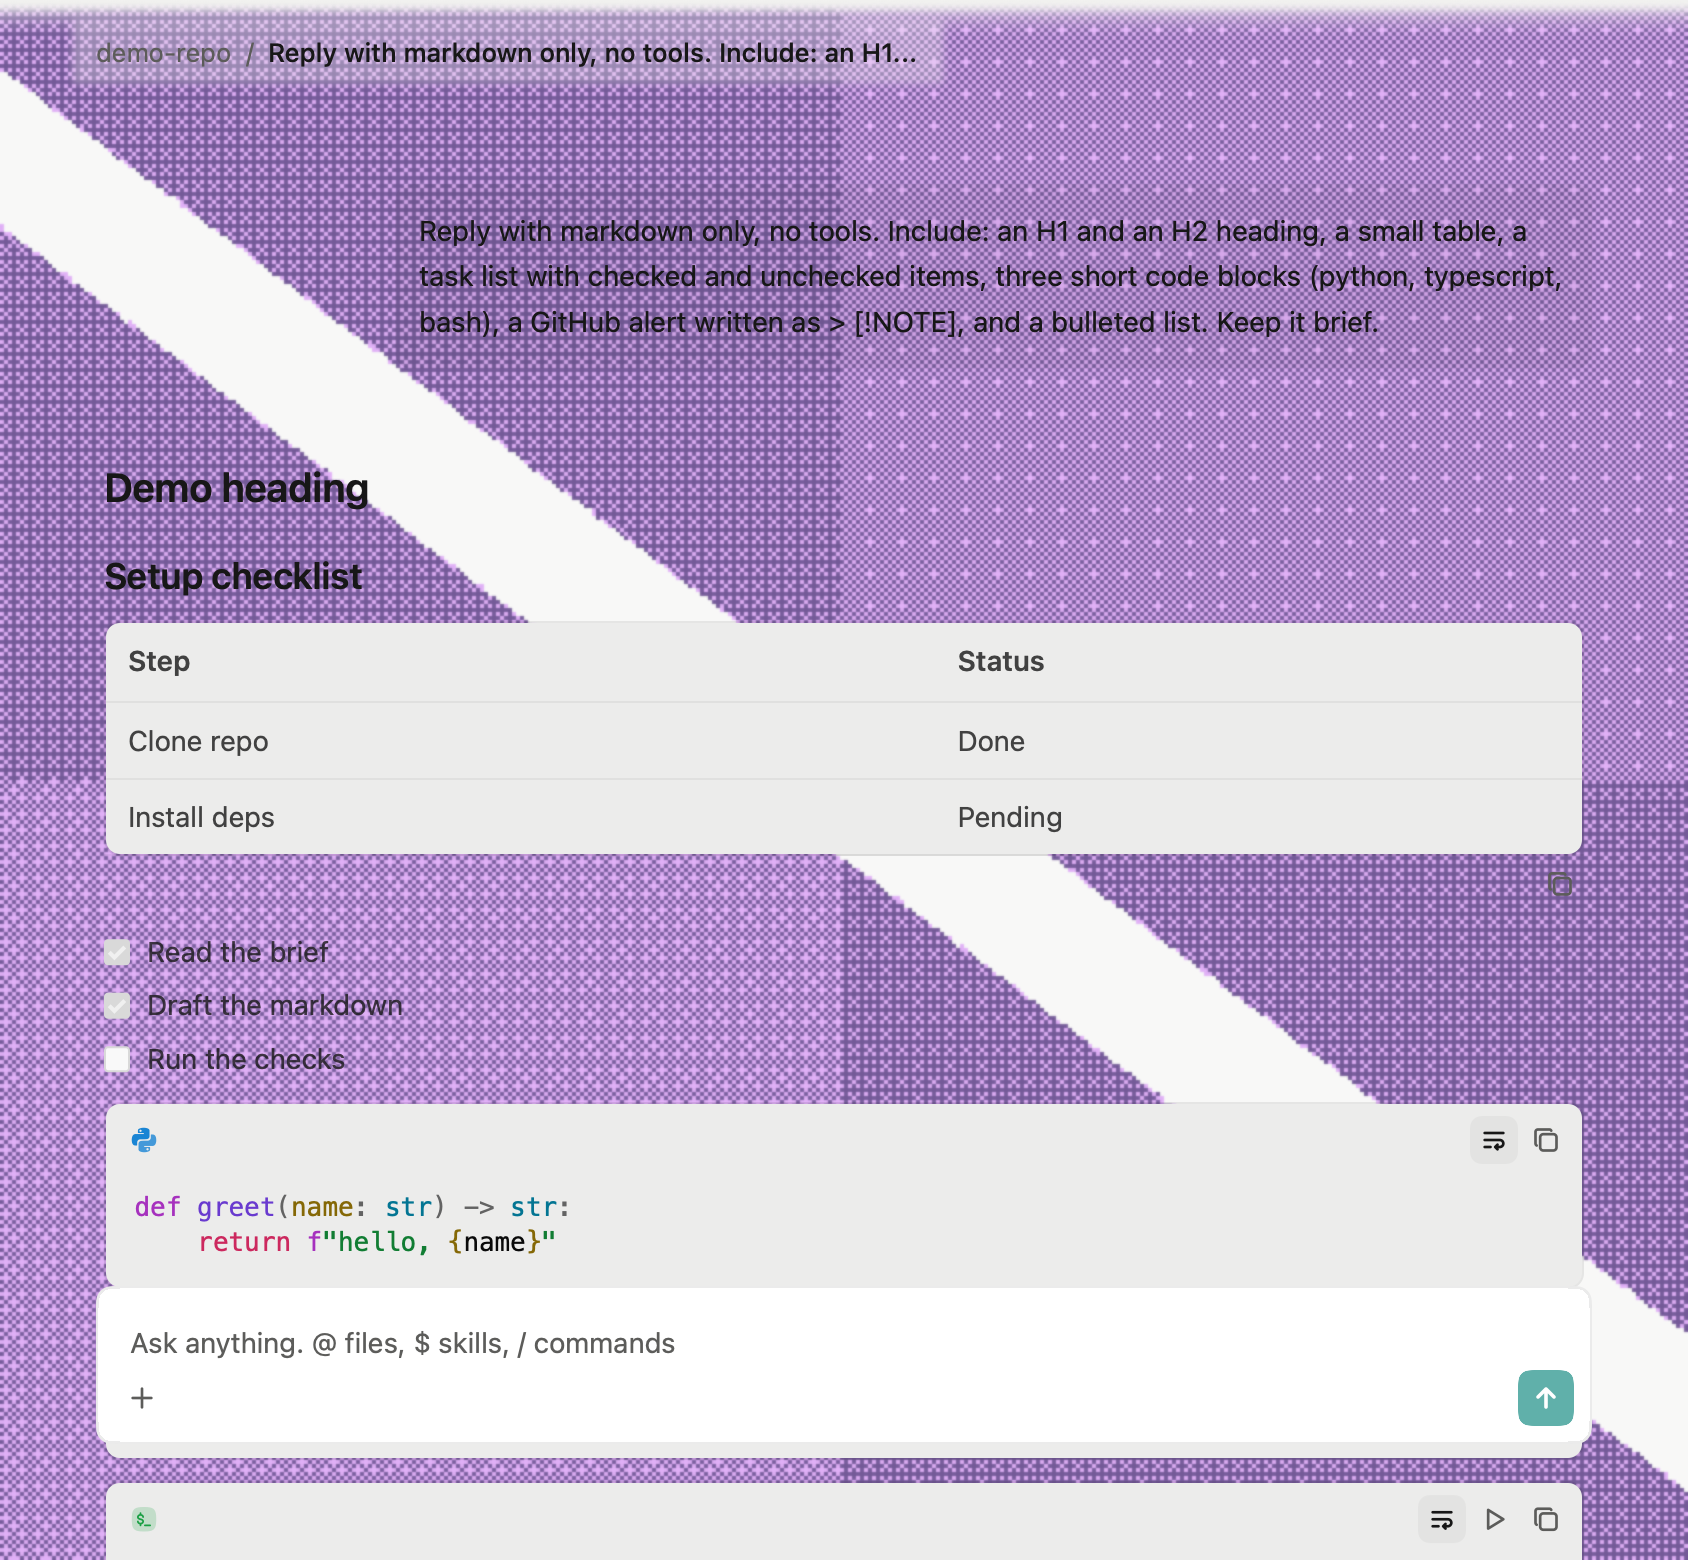 demo-repo / Reply with markdown only, no tools. Include: an H1...
Reply with markdown only, no tools. Include: an H1 and an H2 heading, a small table, a
task list with checked and unchecked items, three short code blocks (python, typescript,
bash), a GitHub alert written as > [!NOTE], and a bulleted list. Keep it brief.
Demo heading
Setup checklist
Step Status
Clone repo Done
Install deps Pending
Read the brief
Draft the markdown
Run the checks
def greet(name: str) -> str:
    return f"hello, {name}"
Ask anything. @ files, $ skills, / commands
$_